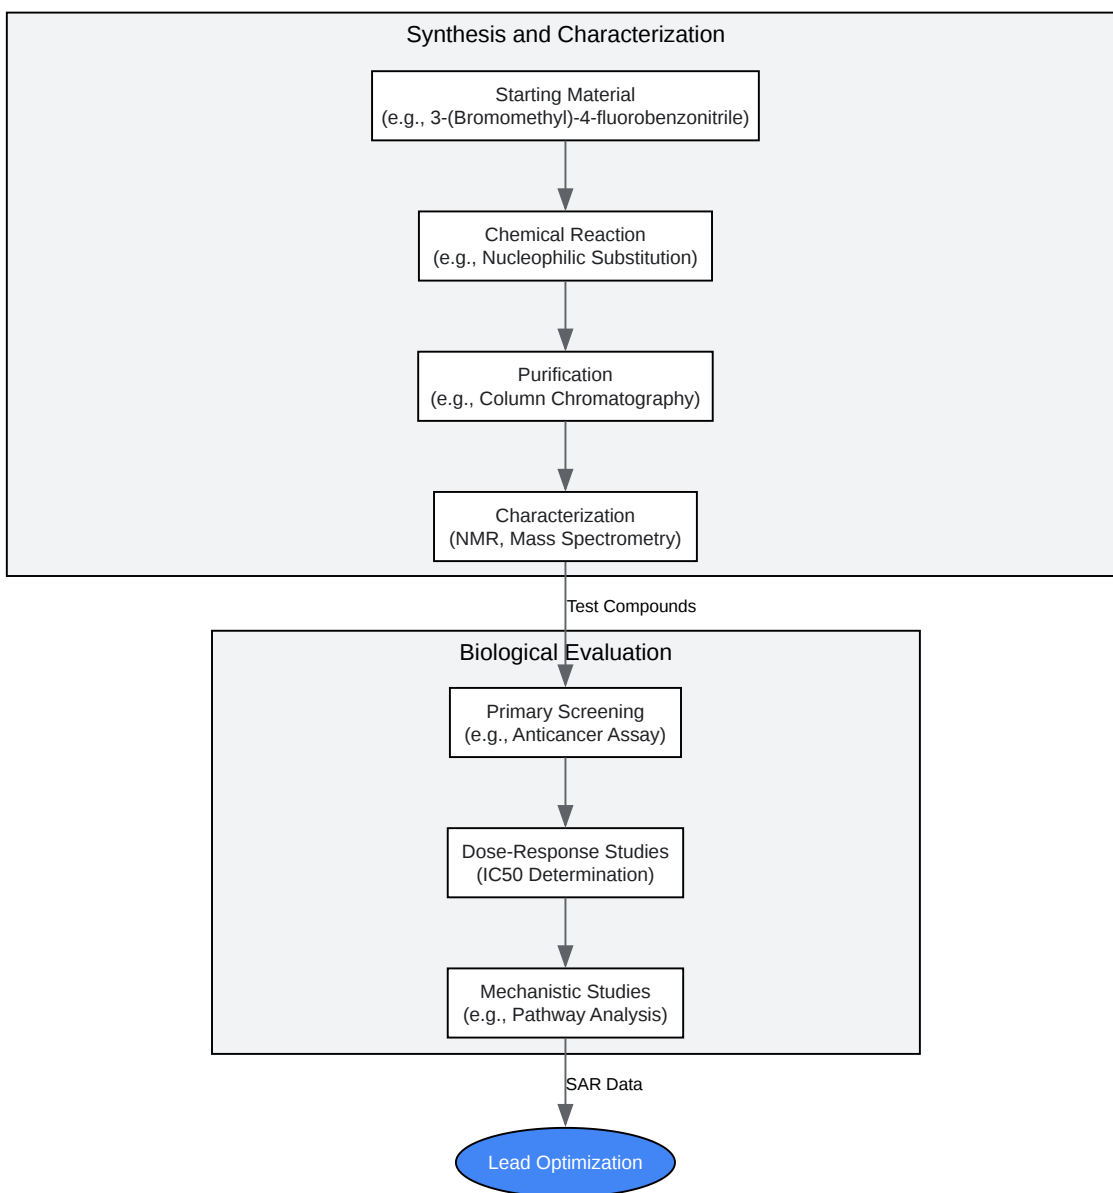 Synthesis and Characterization
Starting Material
(e.g., 3-(Bromomethyl)-4-fluorobenzonitrile)
Chemical Reaction
(e.g., Nucleophilic Substitution)
Purification
(e.g., Column Chromatography)
Characterization
(NMR, Mass Spectrometry)
Test Compounds
Biological Evaluation
Primary Screening
(e.g., Anticancer Assay)
Dose-Response Studies
(IC50 Determination)
Mechanistic Studies
(e.g., Pathway Analysis)
SAR Data
Lead Optimization